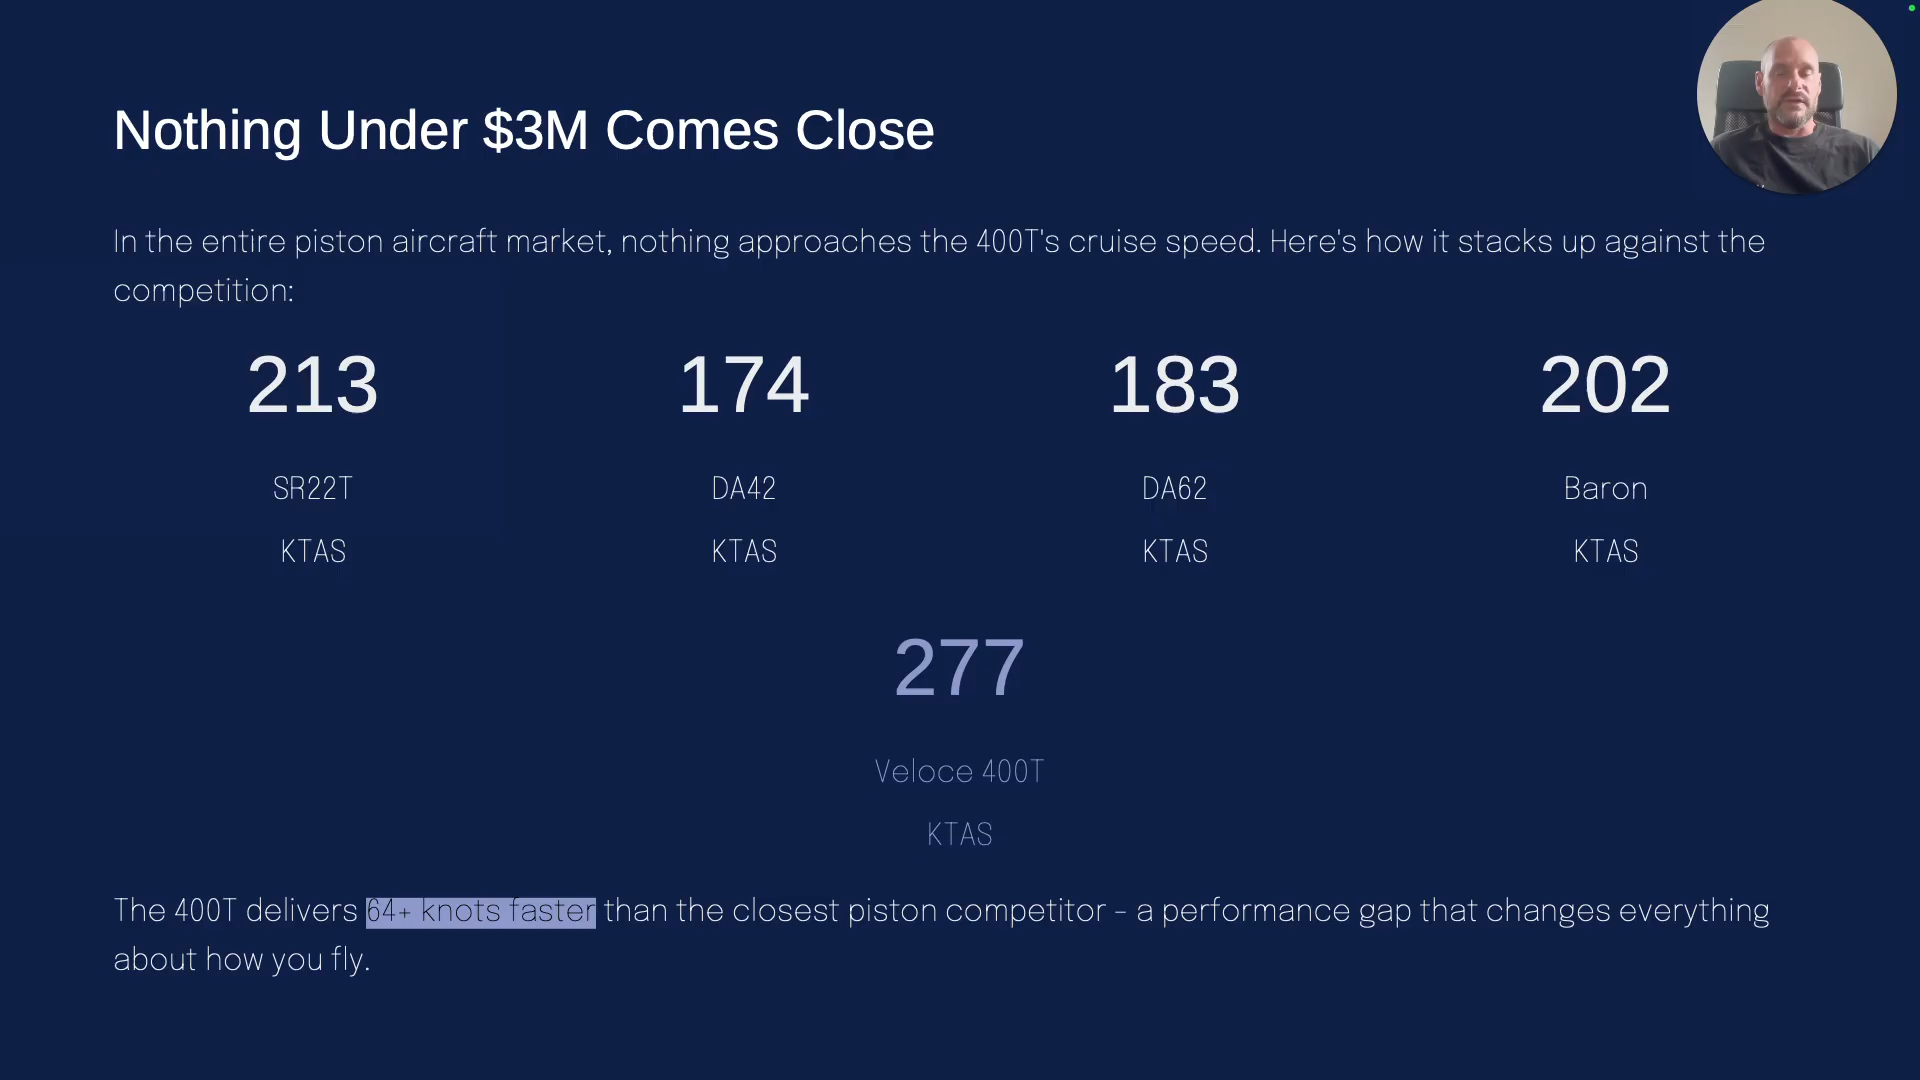 Nothing Under $3M Comes Close
In the entire piston aircraft market, nothing approaches the 400T's cruise speed. Here's how it stacks up against the
competition:
213
174
183
202
SR22T
DA42
DA62
Baron
KTAS
KTAS
KTAS
KTAS
277
Veloce 400T
KTAS
The 400T delivers 64+ knots faster than the closest piston competitor – a performance gap that changes everything
about how you fly.